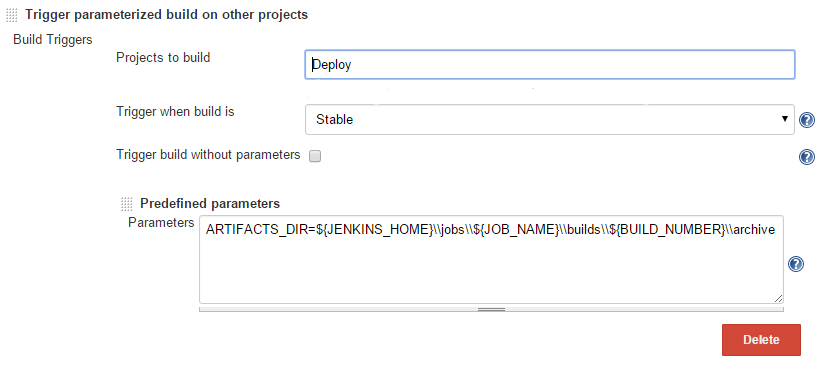 Trigger parameterized build on other projects
Build Triggers
Projects to build
Deploy
Trigger when build is
Stable
Trigger build without parameters
Predefined parameters
Parameters
ARTIFACTS_DIR=${JENKINS_HOME}\\jobs\\${JOB_NAME}\\builds\\${BUILD_NUMBER}\\archive
Delete